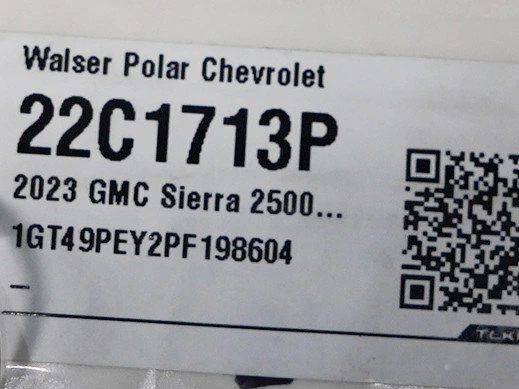 Walser Polar Chevrolet
22C1713P
2023 GMC Sierra 2500...
1GT49PEY2PF198604
–